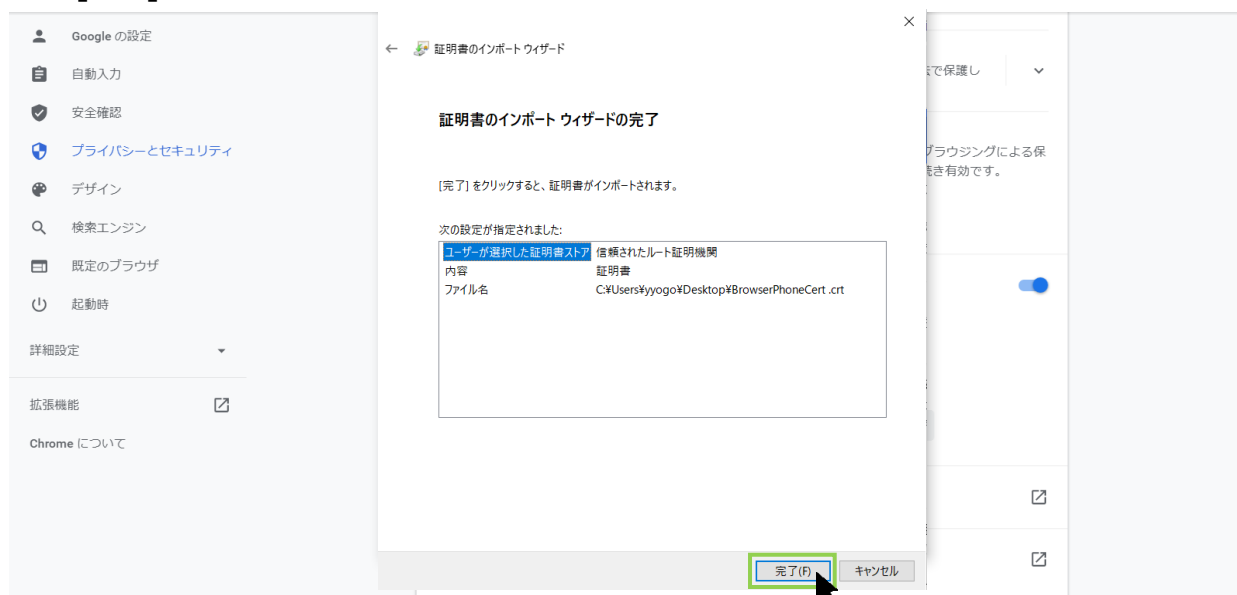 Google の設定
自動入力
安全確認
プライバシーとセキュリティ
デザイン
検索エンジン
既定のブラウザ
起動時
詳細設定
拡張機能
Chrome について
証明書のインポート ウィザード
証明書のインポート ウィザードの完了
[完了] をクリックすると、証明書がインポートされます。
次の設定が指定されました:
ユーザーが選択した証明書ストア 信頼されたルート証明機関
内容 証明書
ファイル名 C:¥Users¥yyogo¥Desktop¥BrowserPhoneCert .crt
完了(F) キャンセル
で保護し
ブラウジングによる保
き有効です。